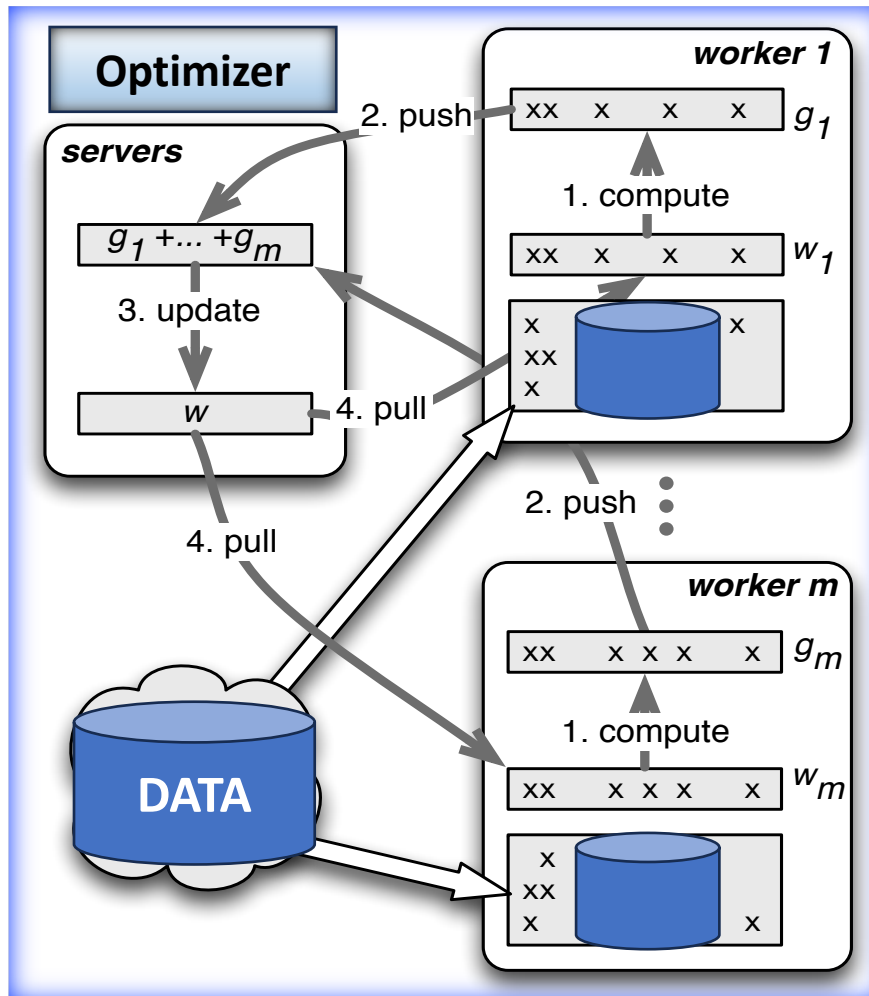 Optimizer
servers
g1 +... +gm
3. update
w
2. push
4. pull
4. pull
worker 1
xx x x x
g1
1. compute
xx x x x
w1
x x
xx
x
2. push
worker m
xx x x x x
gm
1. compute
xx x x x x
wm
x
xx
x x
DATA